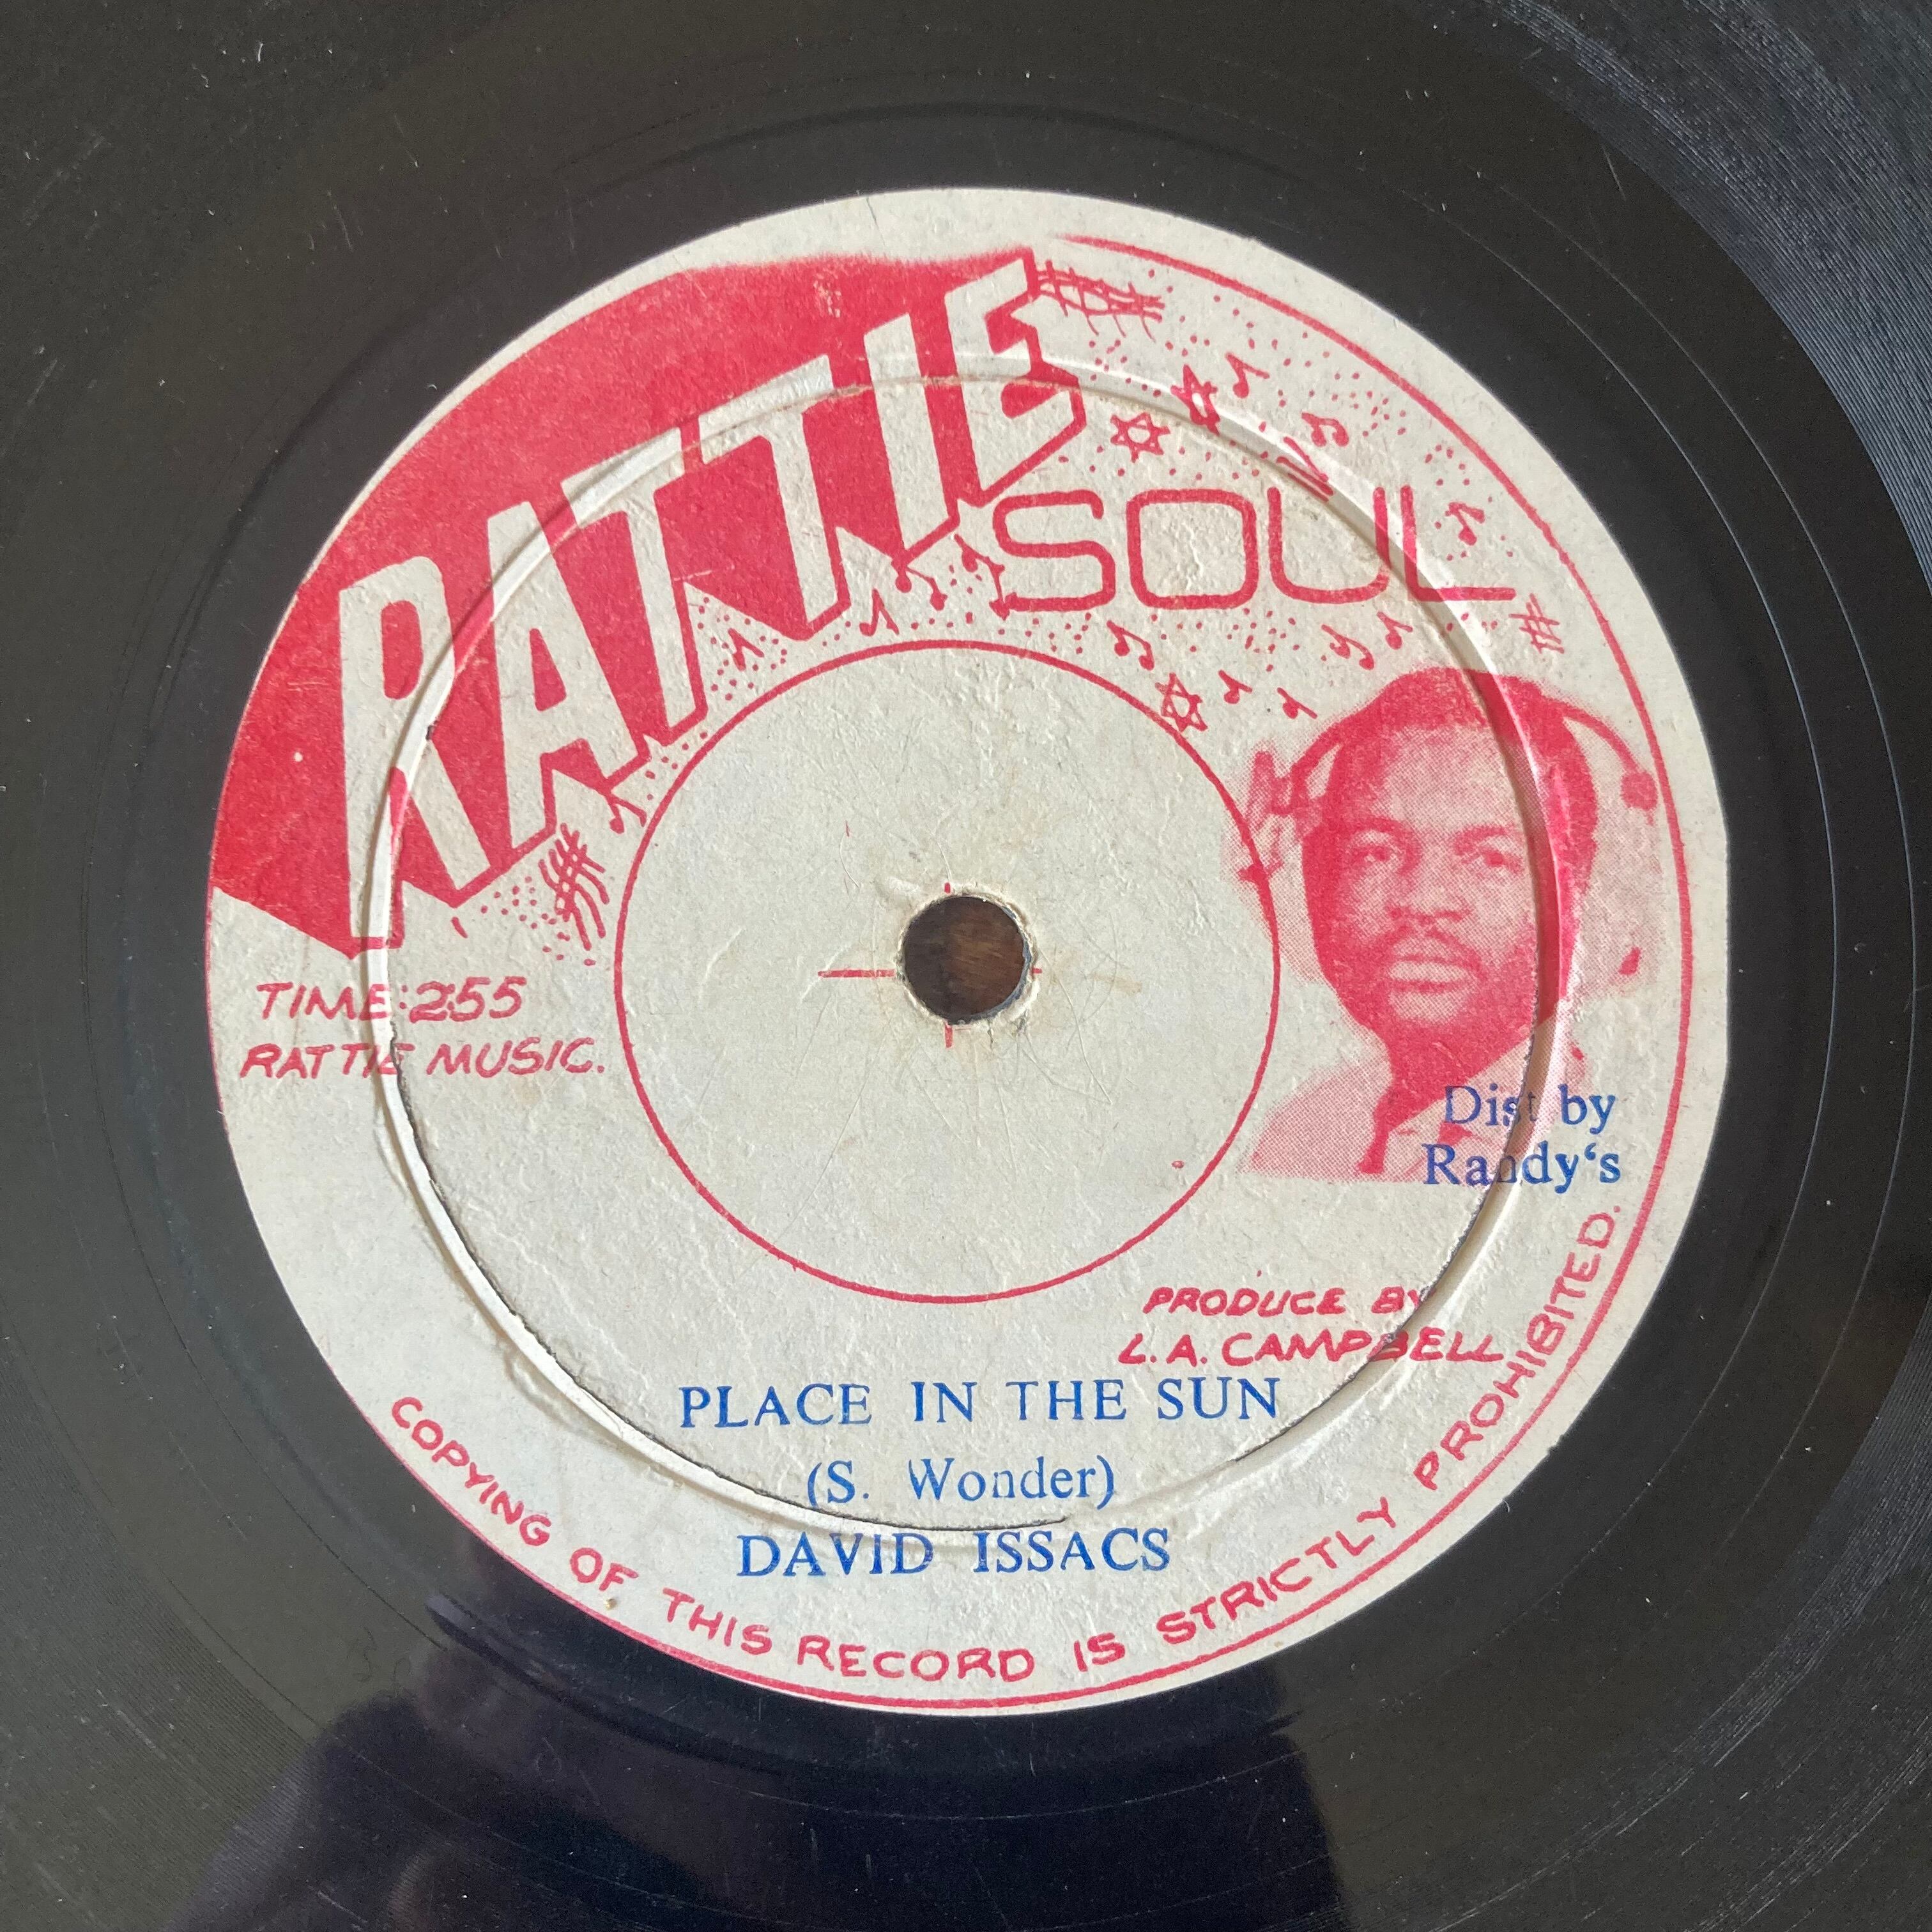 RATTIE
SOUL
TIME: 2:55
RATTIE MUSIC.
Dist by
Randy's
PRODUCE BY
L.A. CAMPBELL
PLACE IN THE SUN
(S. Wonder)
DAVID ISSACS
COPYING OF THIS RECORD IS STRICTLY PROHIBITED.